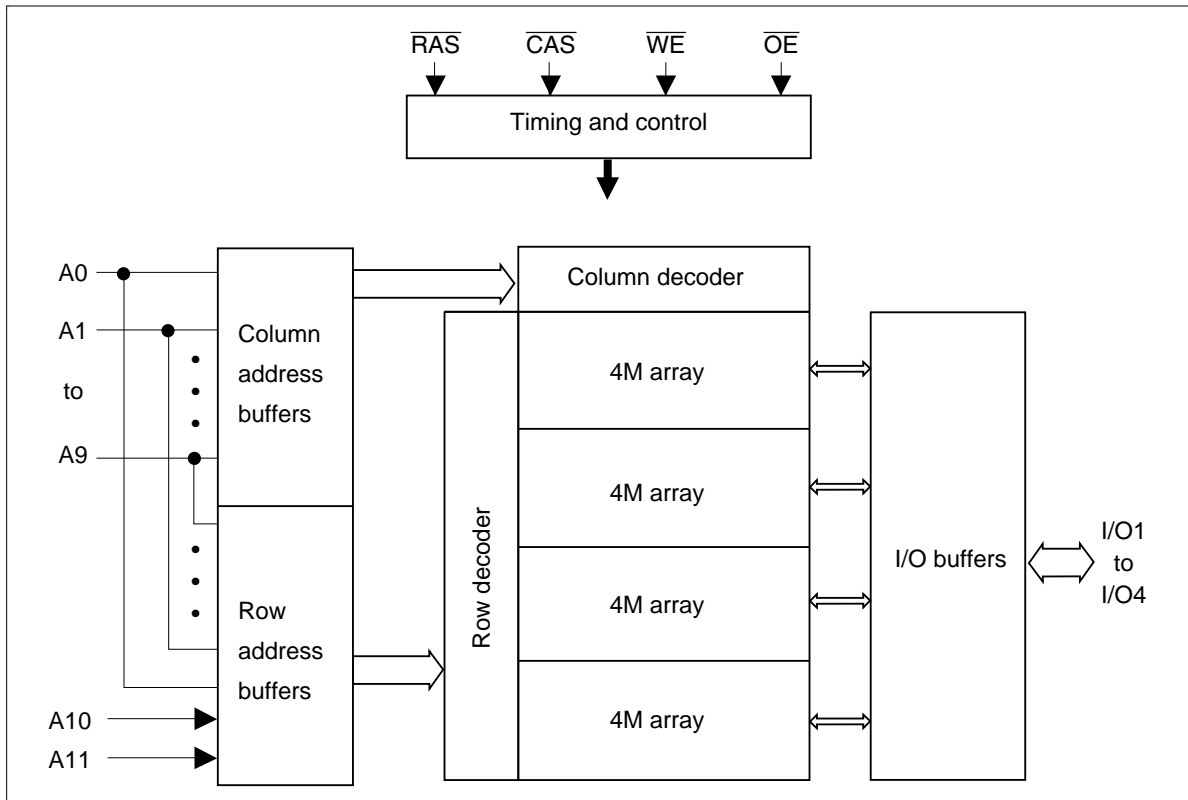 RAS CAS WE OE
Timing and control
A0
A1
to
A9
A10
A11
Column
address
buffers
Row
address
buffers
Column decoder
Row decoder
4M array
4M array
4M array
4M array
I/O buffers
I/O1
to
I/O4